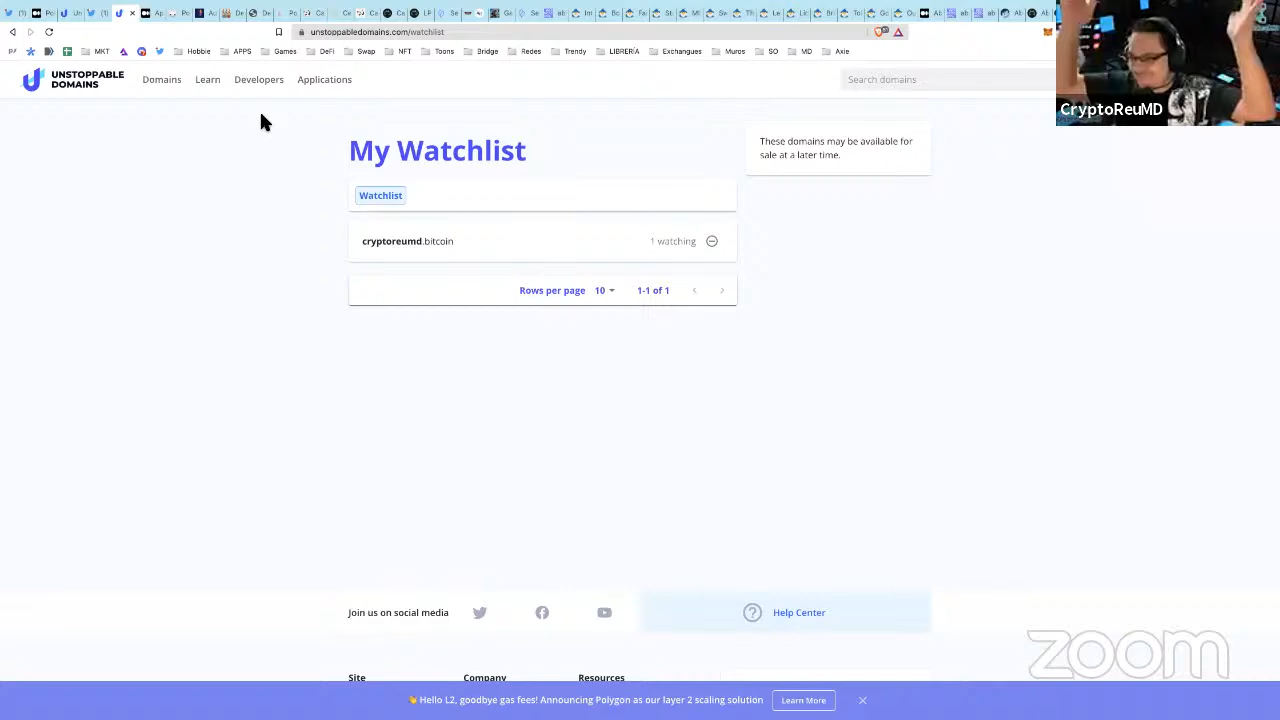 unstoppabledomains.com/watchlist
MKT Hobbie APPS Games DeFi Swap NFT Toons Bridge Redes Trendy LIBRERÍA Exchangues Muros SO MD Axie
UNSTOPPABLE
DOMAINS
Domains Learn Developers Applications
Search domains
CryptoReuMD
My Watchlist
These domains may be available for
sale at a later time.
Watchlist
cryptoreumd.bitcoin 1 watching
Rows per page 10 1-1 of 1
Join us on social media
Help Center
zoom
Site Company Resources
Hello L2, goodbye gas fees! Announcing Polygon as our layer 2 scaling solution Learn More